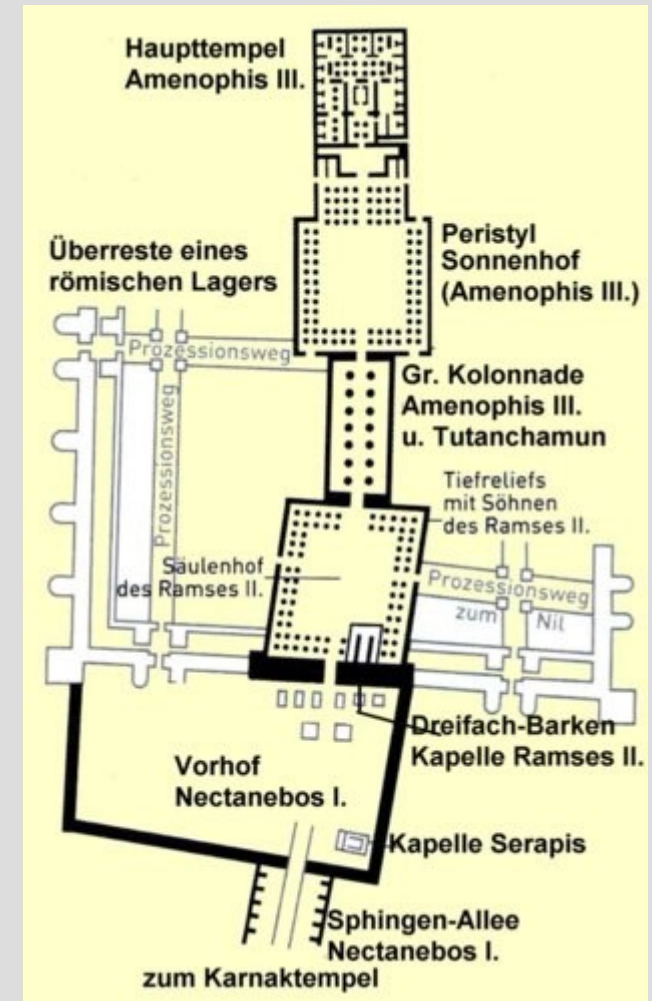 Haupttempel
Amenophis III.
Überreste eines
römischen Lagers
Peristyl
Sonnenhof
(Amenophis III.)
Prozessionsweg
Prozessionsweg
Gr. Kolonnade
Amenophis III.
u. Tutanchamun
Tiefreliefs
mit Söhnen
des Ramses II.
Säulenhof
des Ramses II.
Prozessionsweg
zum Nil
Dreifach-Barken
Kapelle Ramses II.
Vorhof
Nectanebos I.
Kapelle Serapis
Sphingen-Allee
Nectanebos I.
zum Karnaktempel